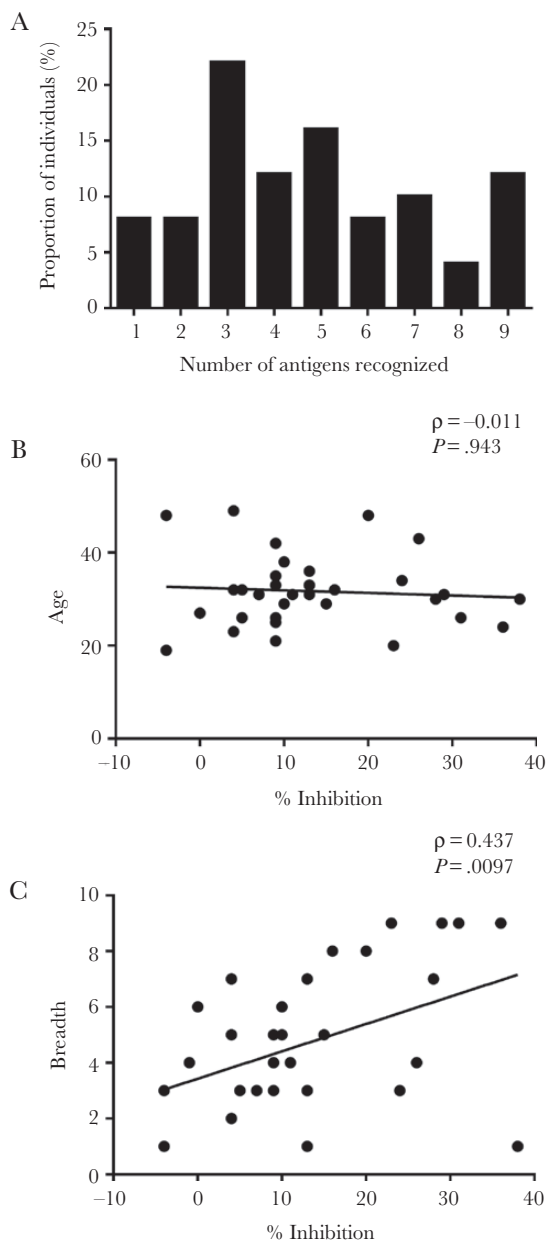 A
Proportion of individuals (%)
25
20
15
10
5
0
1 2 3 4 5 6 7 8 9
Number of antigens recognized
ρ = –0.011
P = .943
B
Age
60
40
20
0
–10 0 10 20 30 40
% Inhibition
ρ = 0.437
P = .0097
C
Breadth
10
8
6
4
2
0
–10 0 10 20 30 40
% Inhibition